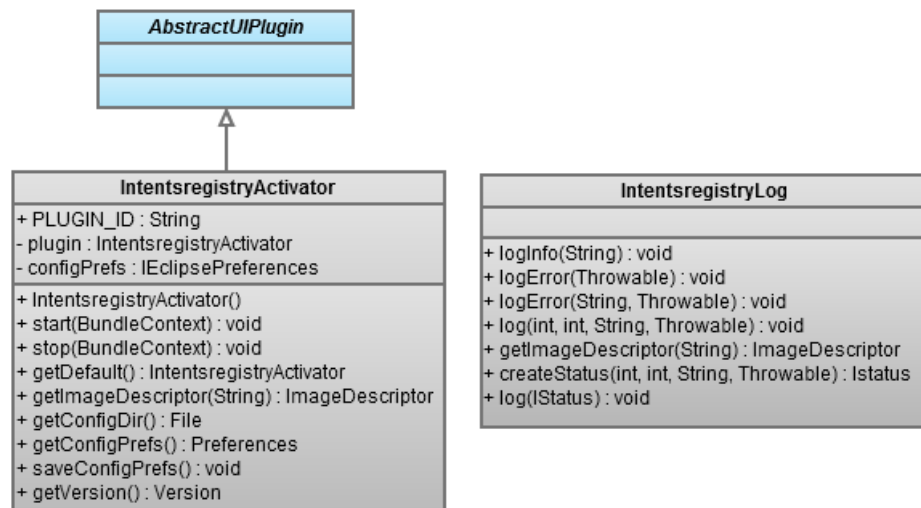 AbstractUIPlugin
IntentsregistryActivator
+ PLUGIN_ID : String
- plugin : IntentsregistryActivator
- configPrefs : IEclipsePreferences
+ IntentsregistryActivator()
+ start(BundleContext) : void
+ stop(BundleContext) : void
+ getDefault() : IntentsregistryActivator
+ getImageDescriptor(String) : ImageDescriptor
+ getConfigDir() : File
+ getConfigPrefs() : Preferences
+ saveConfigPrefs() : void
+ getVersion() : Version
IntentsregistryLog
+ logInfo(String) : void
+ logError(Throwable) : void
+ logError(String, Throwable) : void
+ log(int, int, String, Throwable) : void
+ getImageDescriptor(String) : ImageDescriptor
+ createStatus(int, int, String, Throwable) : Istatus
+ log(IStatus) : void